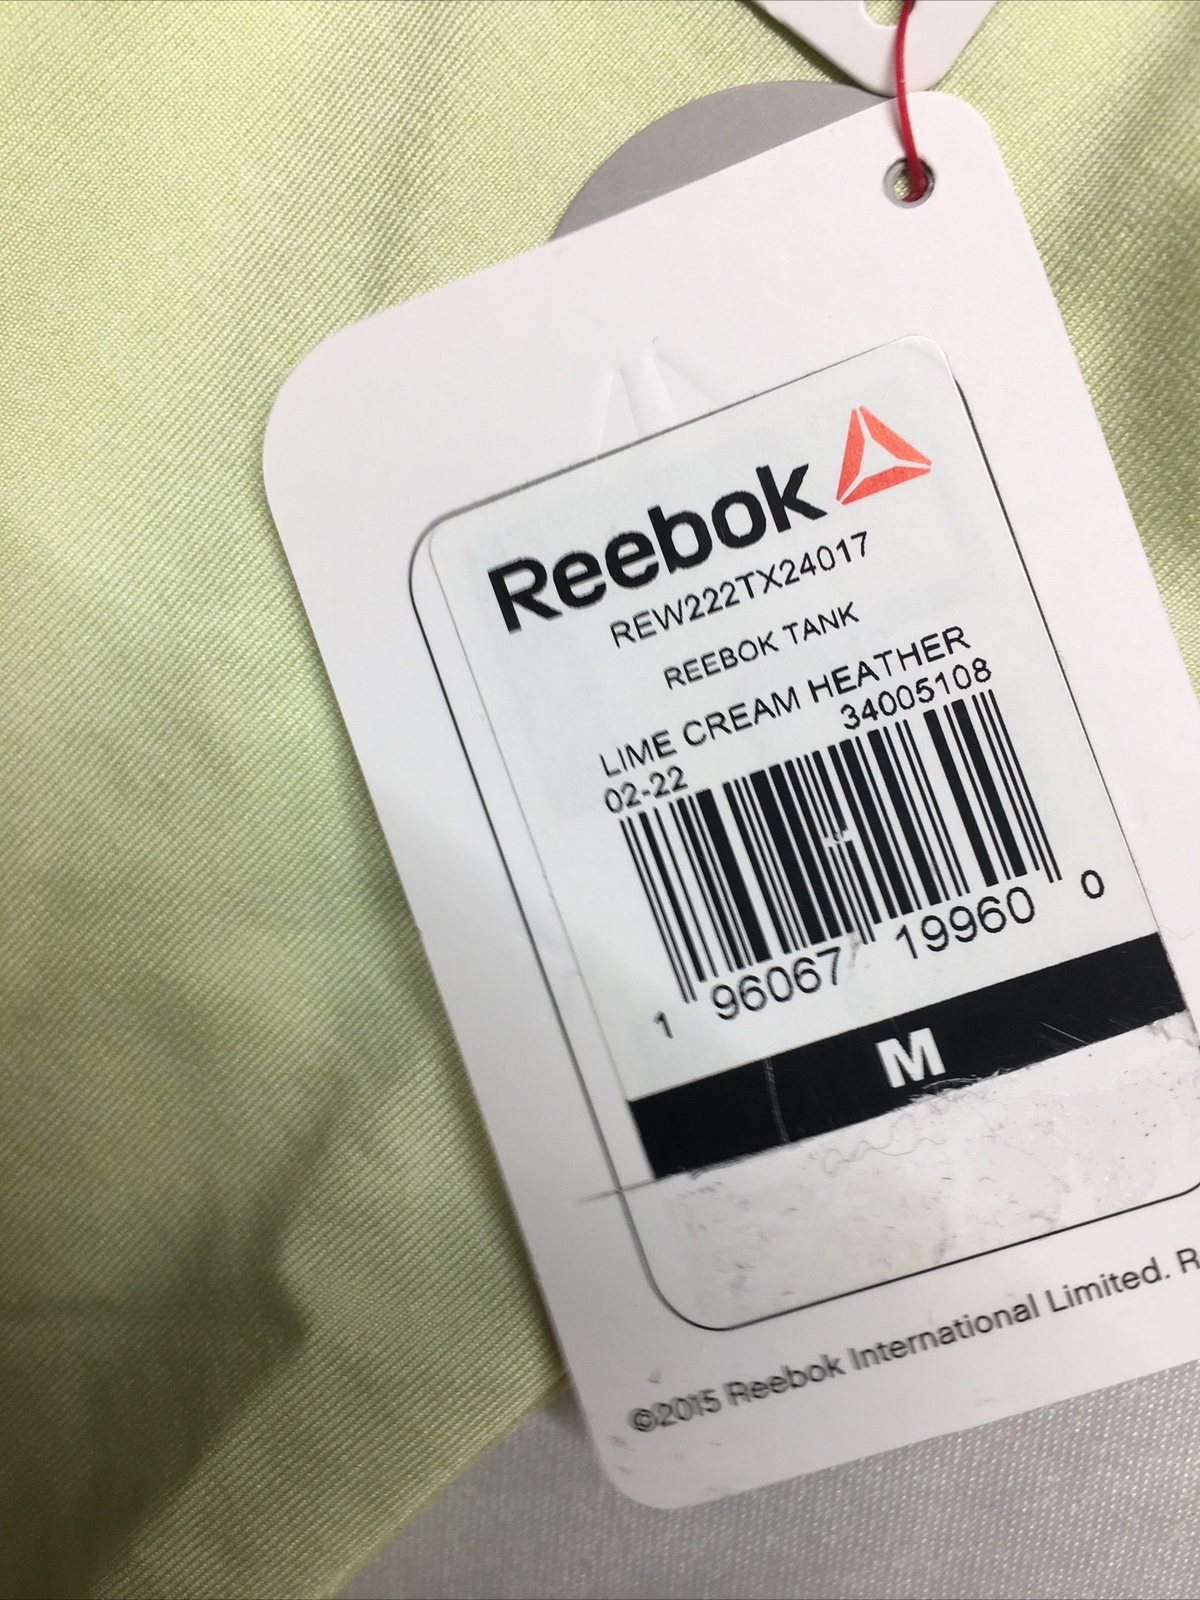 Reebok
REW222TX24017
REEBOK TANK
LIME CREAM HEATHER
02-22 34005108
1 96067 19960 0
M
©2015 Reebok International Limited. R